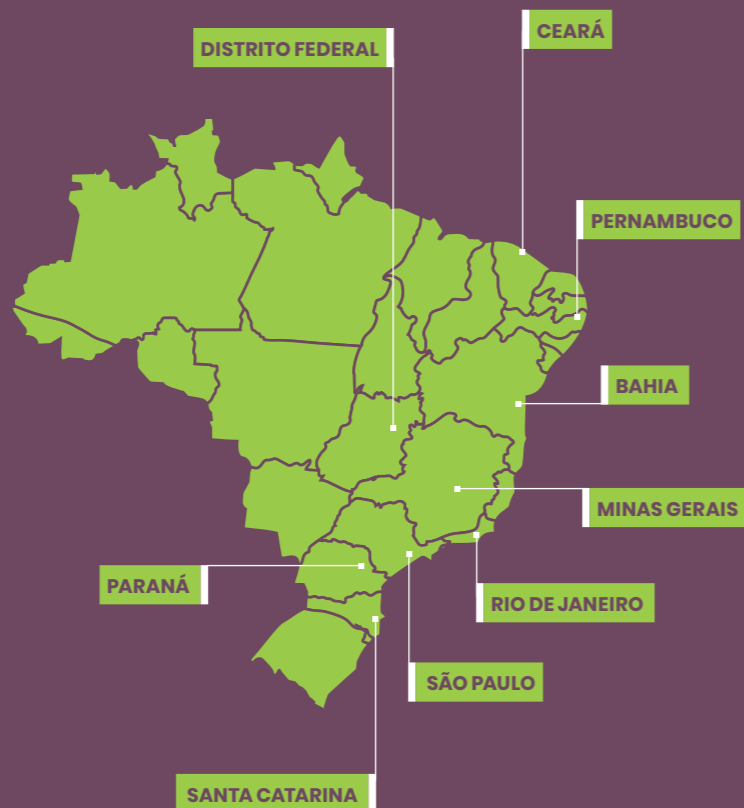 CEARÁ
DISTRITO FEDERAL
PERNAMBUCO
BAHIA
MINAS GERAIS
PARANÁ
RIO DE JANEIRO
SÃO PAULO
SANTA CATARINA